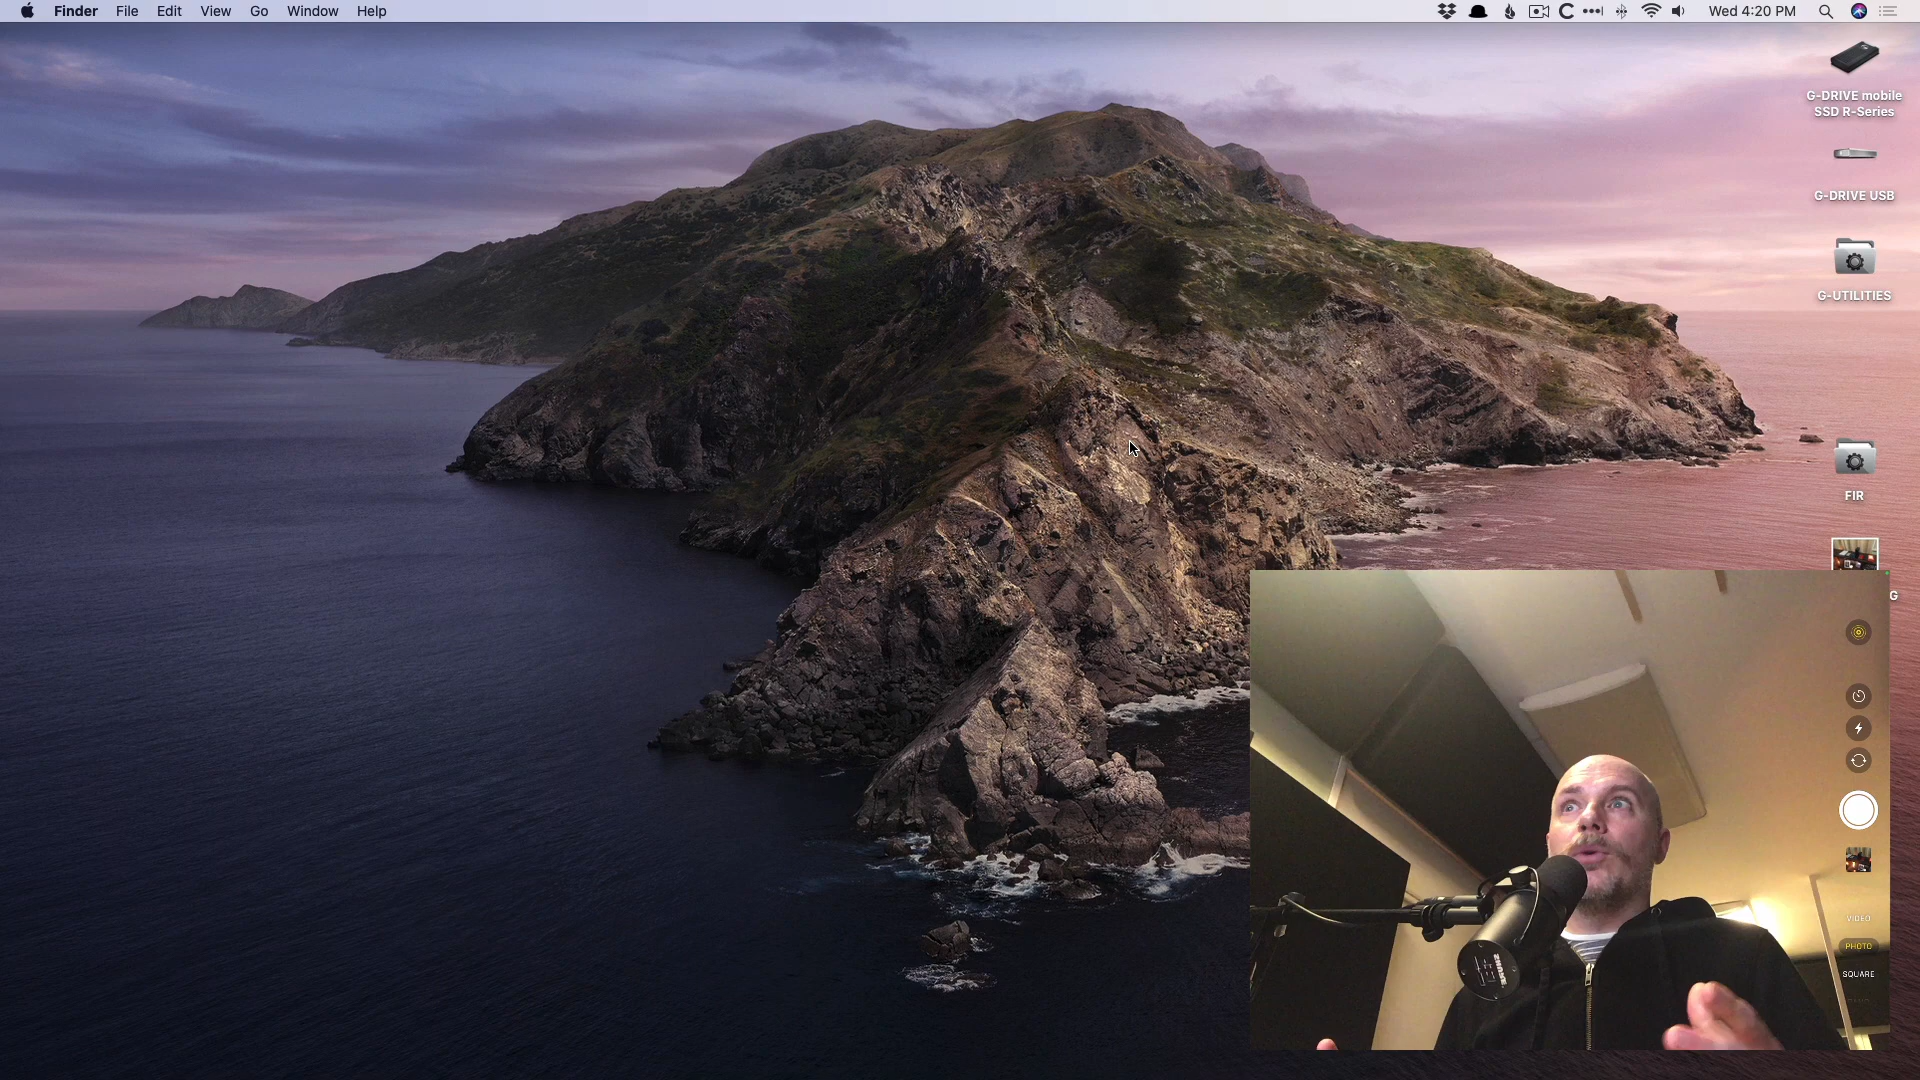 Finder File Edit View Go Window Help
Wed 4:20 PM
G-DRIVE mobile
SSD R-Series
G-DRIVE USB
G-UTILITIES
FIR
G
VIDEO
PHOTO
SQUARE
SHURE